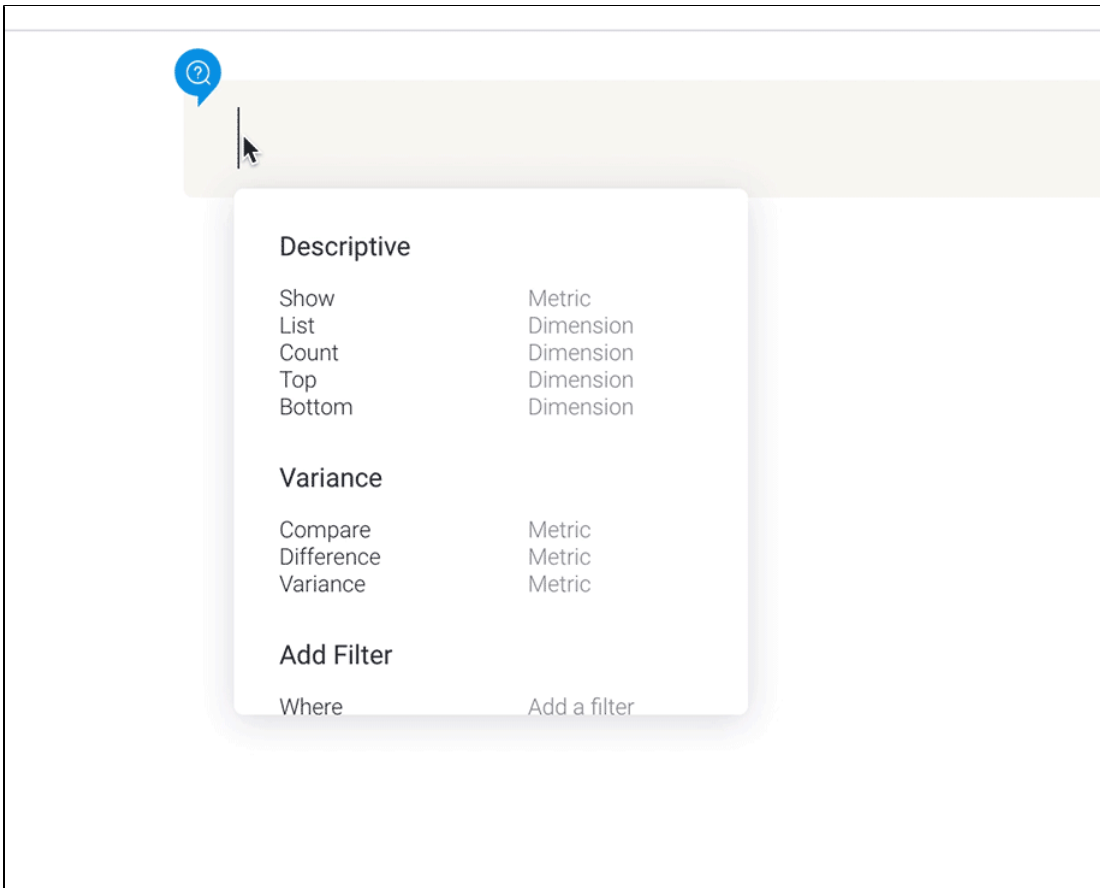 ?
Descriptive
Show Metric
List Dimension
Count Dimension
Top Dimension
Bottom Dimension
Variance
Compare Metric
Difference Metric
Variance Metric
Add Filter
Where Add a filter